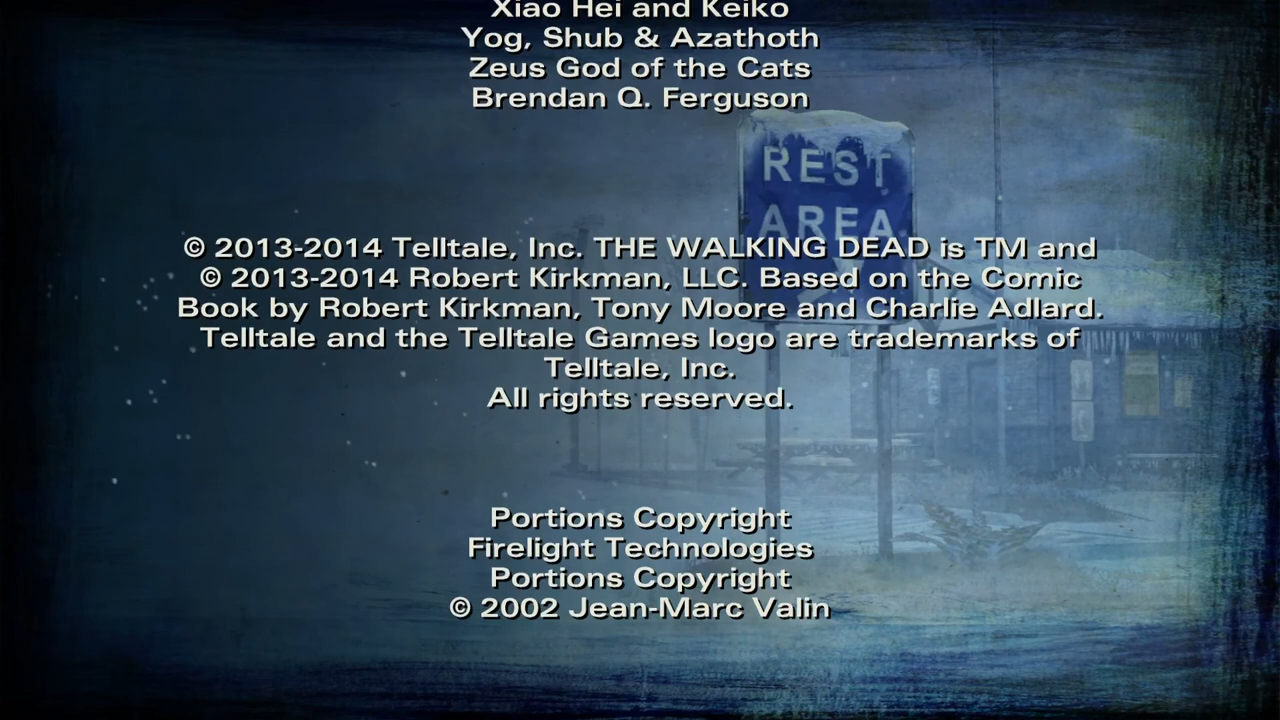 Xiao Hei and Keiko
Yog, Shub & Azathoth
Zeus God of the Cats
Brendan Q. Ferguson
REST
AREA
© 2013-2014 Telltale, Inc. THE WALKING DEAD is TM and
© 2013-2014 Robert Kirkman, LLC. Based on the Comic
Book by Robert Kirkman, Tony Moore and Charlie Adlard.
Telltale and the Telltale Games logo are trademarks of
Telltale, Inc.
All rights reserved.
Portions Copyright
Firelight Technologies
Portions Copyright
© 2002 Jean-Marc Valin